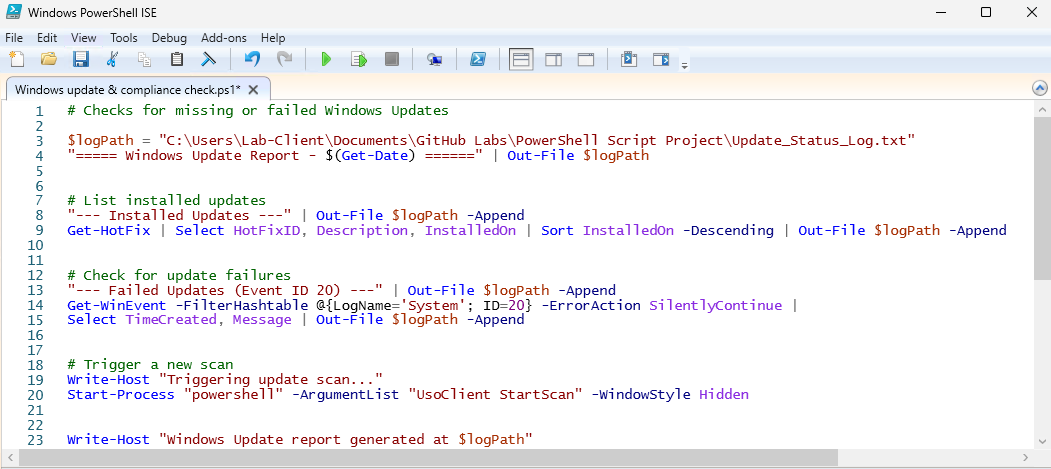 Windows PowerShell ISE
File Edit View Tools Debug Add-ons Help
Windows update & compliance check.ps1*
1 # Checks for missing or failed Windows Updates
2
3 $logPath = "C:\Users\Lab-Client\Documents\GitHub Labs\PowerShell Script Project\Update_Status_Log.txt"
4 "===== Windows Update Report - $(Get-Date) ======" | Out-File $logPath
5
6
7 # List installed updates
8 "--- Installed Updates ---" | Out-File $logPath -Append
9 Get-HotFix | Select HotFixID, Description, InstalledOn | Sort InstalledOn -Descending | Out-File $logPath -Append
10
11
12 # Check for update failures
13 "--- Failed Updates (Event ID 20) ---" | Out-File $logPath -Append
14 Get-WinEvent -FilterHashtable @{LogName='System'; ID=20} -ErrorAction SilentlyContinue |
15 Select TimeCreated, Message | Out-File $logPath -Append
16
17
18 # Trigger a new scan
19 Write-Host "Triggering update scan..."
20 Start-Process "powershell" -ArgumentList "UsoClient StartScan" -WindowStyle Hidden
21
22
23 Write-Host "Windows Update report generated at $logPath"